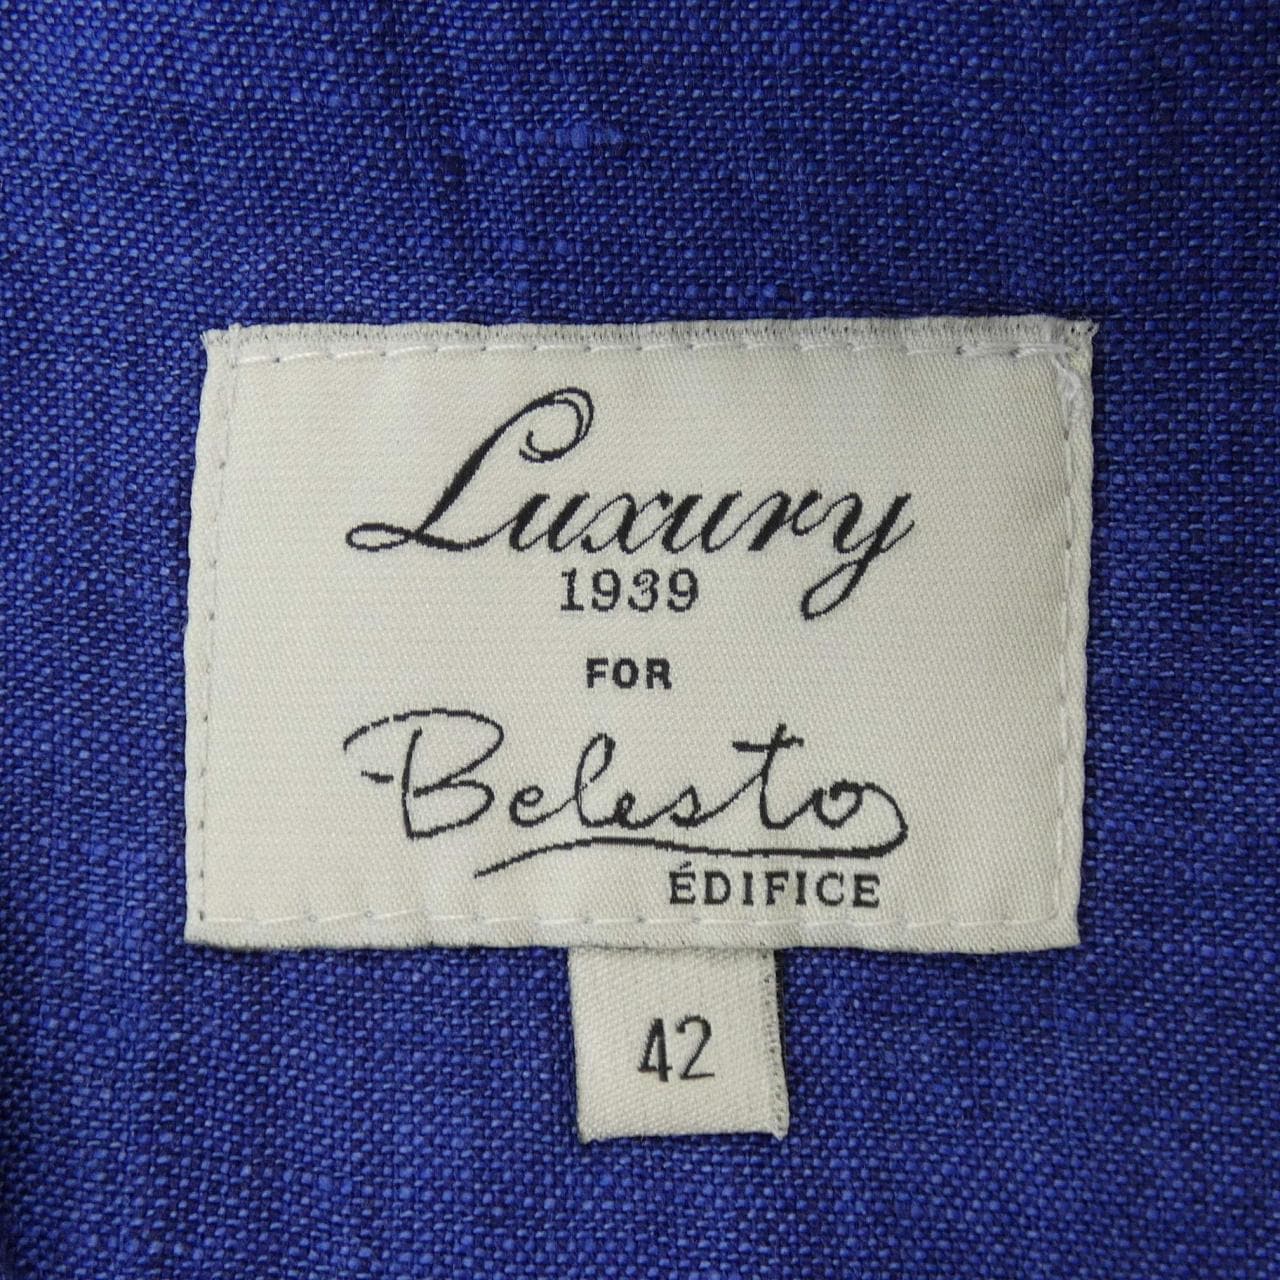 Luxury
1939
FOR
Belesto
ÉDIFICE
42